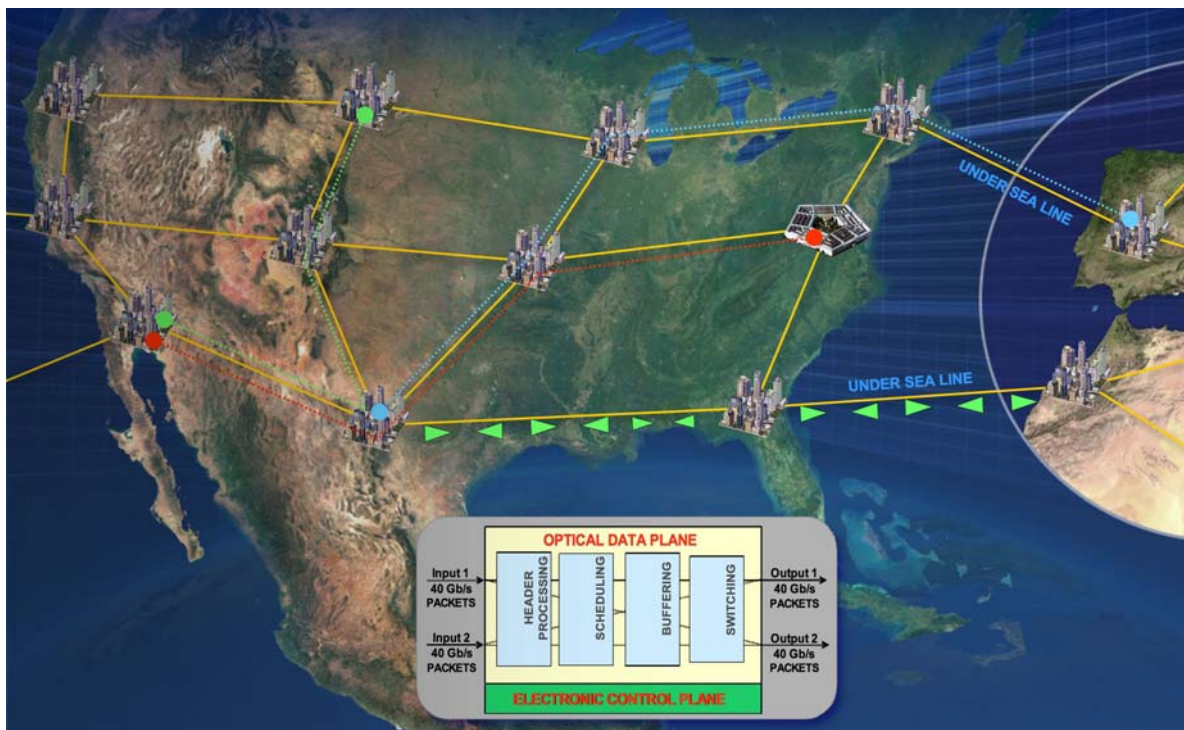 UNDER SEA LINE
UNDER SEA LINE
OPTICAL DATA PLANE
Input 1
40 Gb/s
PACKETS
Input 2
40 Gb/s
PACKETS
HEADER
PROCESSING
SCHEDULING
BUFFERING
SWITCHING
Output 1
40 Gb/s
PACKETS
Output 2
40 Gb/s
PACKETS
ELECTRONIC CONTROL PLANE